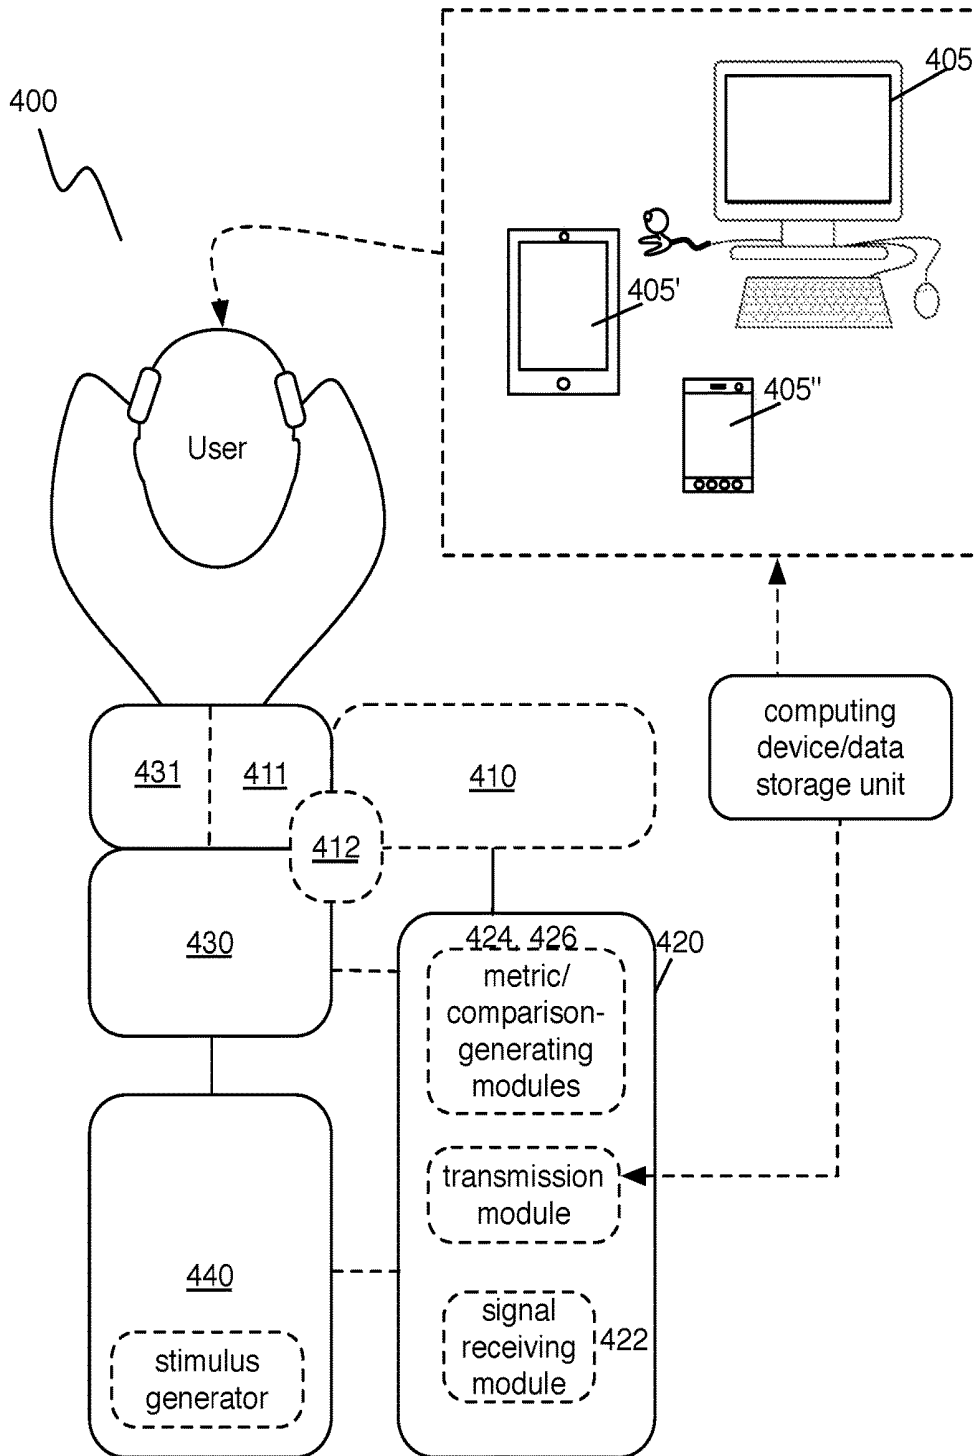 400
405
405'
405"
User
431
411
410
412
computing
device/data
storage unit
430
424, 426
420
metric/
comparison-
generating
modules
transmission
module
440
signal
receiving
module
422
stimulus
generator